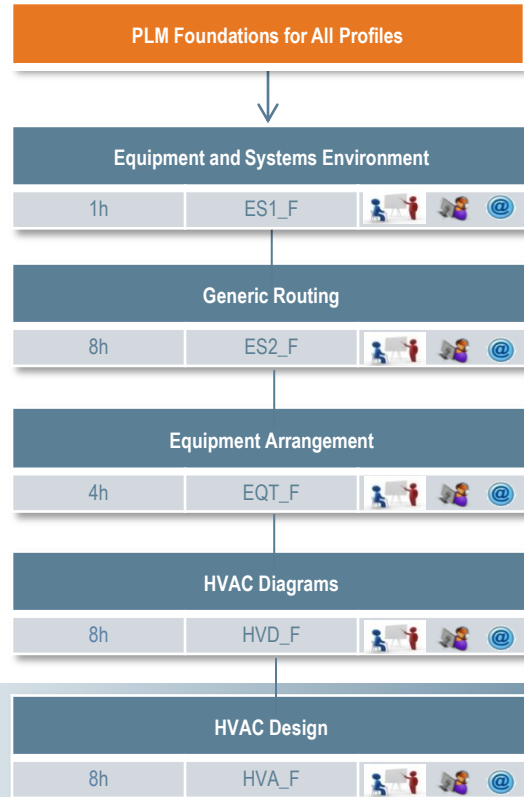 PLM Foundations for All Profiles
Equipment and Systems Environment
1h ES1_F @
Generic Routing
8h ES2_F @
Equipment Arrangement
4h EQT_F @
HVAC Diagrams
8h HVD_F @
HVAC Design
8h HVA_F @